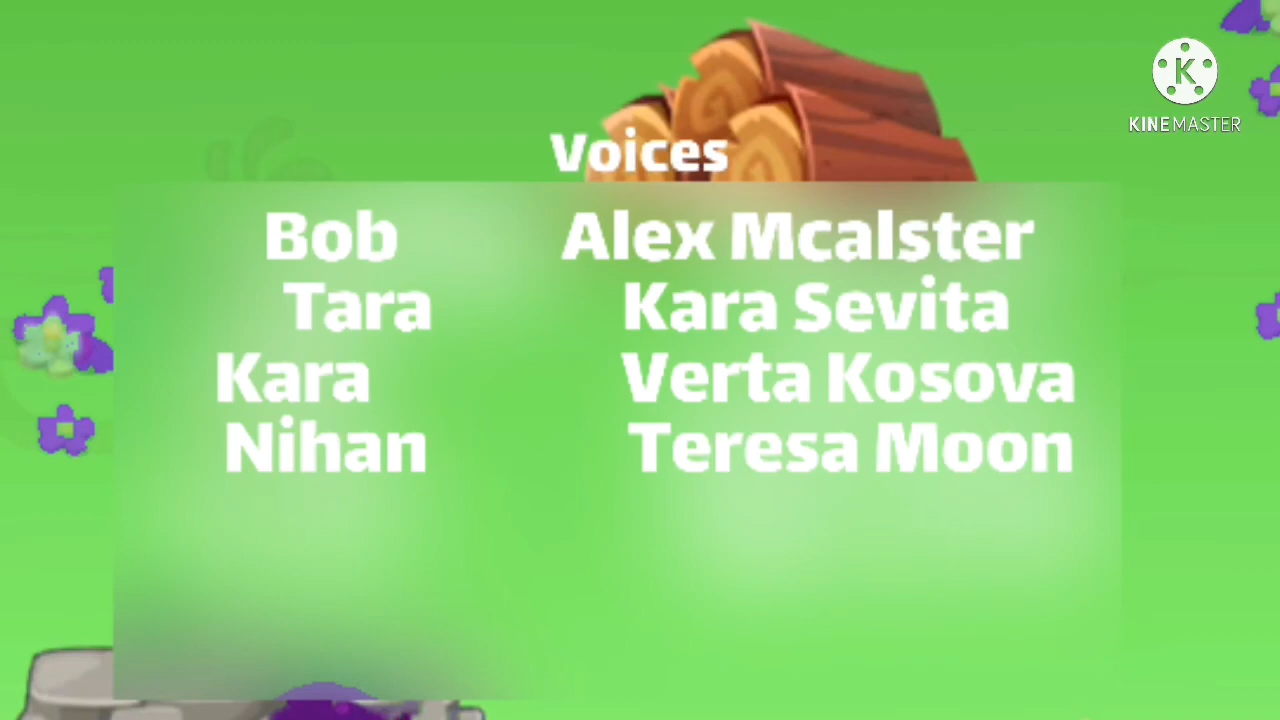 KINEMASTER
Voices
Bob Alex Mcalster
Tara Kara Sevita
Kara Verta Kosova
Nihan Teresa Moon